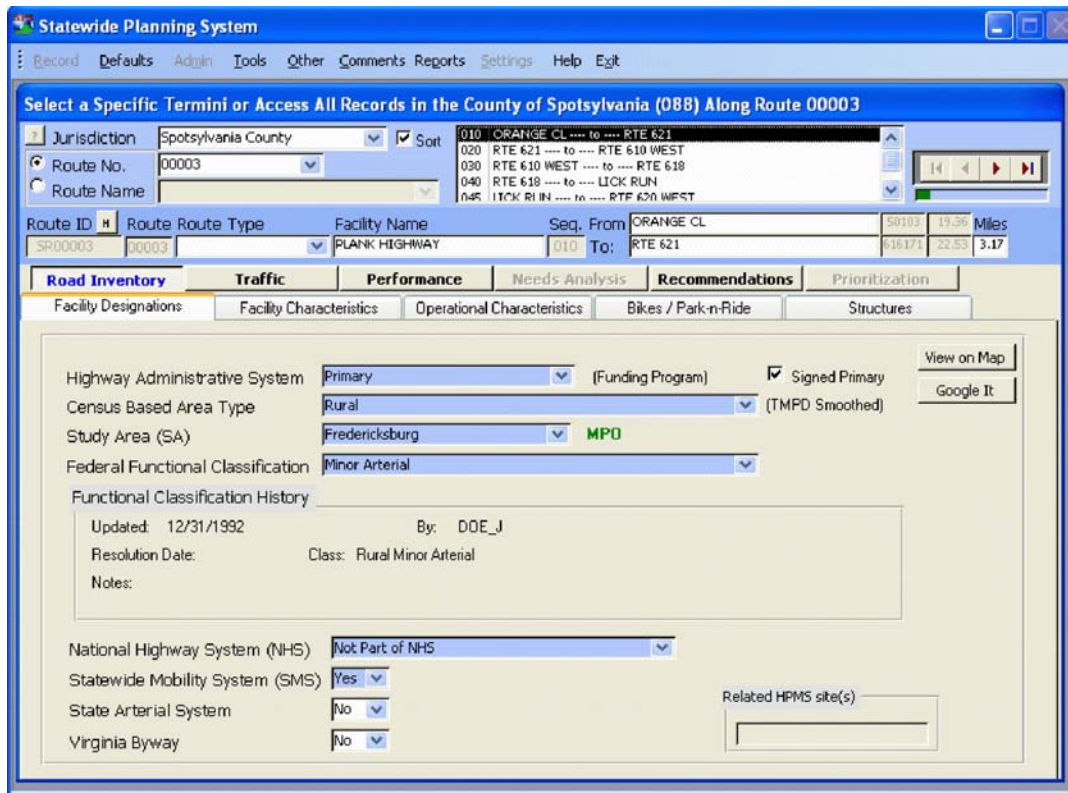 Statewide Planning System
Record Defaults Admin Tools Other Comments Reports Settings Help Exit
Select a Specific Termini or Access All Records in the County of Spotsylvania (088) Along Route 00003
? Jurisdiction Spotsylvania County Sort
Route No. 00003
Route Name
010 ORANGE CL ---- to ---- RTE 621
020 RTE 621 ---- to ---- RTE 610 WEST
030 RTE 610 WEST ---- to ---- RTE 618
040 RTE 618 ---- to ---- LICK RUN
045 LICK RUN ---- to ---- RTE 620 WEST
Route ID H Route Route Type Facility Name Seq. From ORANGE CL 50103 19.36 Miles
SR00003 00003 PLANK HIGHWAY 010 To: RTE 621 616171 22.53 3.17
Road Inventory Traffic Performance Needs Analysis Recommendations Prioritization
Facility Designations Facility Characteristics Operational Characteristics Bikes / Park-n-Ride Structures
View on Map
Google It
Highway Administrative System Primary (Funding Program) Signed Primary
Census Based Area Type Rural (TMPD Smoothed)
Study Area (SA) Fredericksburg MPO
Federal Functional Classification Minor Arterial
Functional Classification History
Updated: 12/31/1992 By: DOE_J
Resolution Date: Class: Rural Minor Arterial
Notes:
National Highway System (NHS) Not Part of NHS
Statewide Mobility System (SMS) Yes
State Arterial System No
Virginia Byway No
Related HPMS site(s)